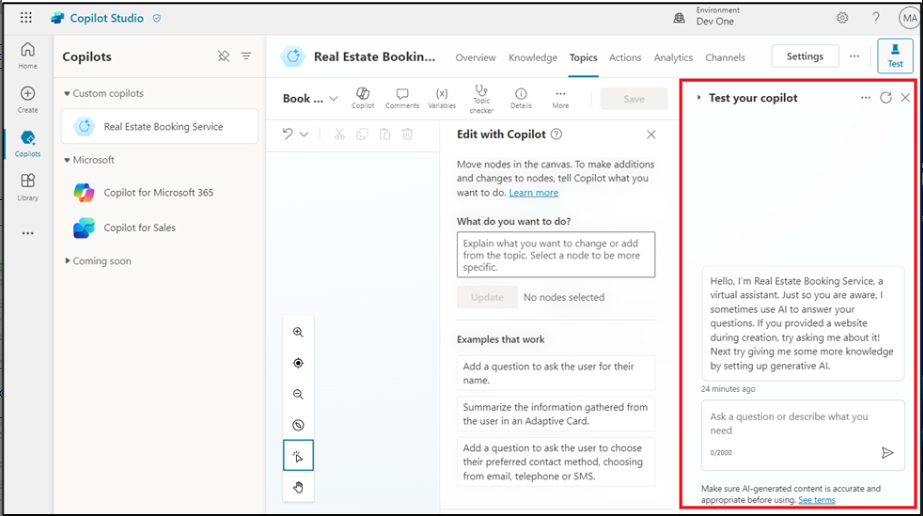 Copilot Studio
Environment
Dev One
?
MA
Home
Create
Copilots
Library
Copilots
Custom copilots
Real Estate Booking Service
Microsoft
Copilot for Microsoft 365
Copilot for Sales
Coming soon
Real Estate Bookin...
Overview
Knowledge
Topics
Actions
Analytics
Channels
Settings
Test
Book ...
Copilot
Comments
{x}
Variables
Topic
checker
Details
More
Save
Edit with Copilot
Move nodes in the canvas. To make additions
and changes to nodes, tell Copilot what you
want to do. Learn more
What do you want to do?
Explain what you want to change or add
from the topic. Select a node to be more
specific.
Update
No nodes selected
Examples that work
Add a question to ask the user for their
name.
Summarize the information gathered from
the user in an Adaptive Card.
Add a question to ask the user to choose
their preferred contact method, choosing
from email, telephone or SMS.
Test your copilot
Hello, I'm Real Estate Booking Service, a
virtual assistant. Just so you are aware, I
sometimes use AI to answer your
questions. If you provided a website
during creation, try asking me about it!
Next try giving me some more knowledge
by setting up generative AI.
24 minutes ago
Ask a question or describe what you
need
0/2000
Make sure AI-generated content is accurate and
appropriate before using. See terms